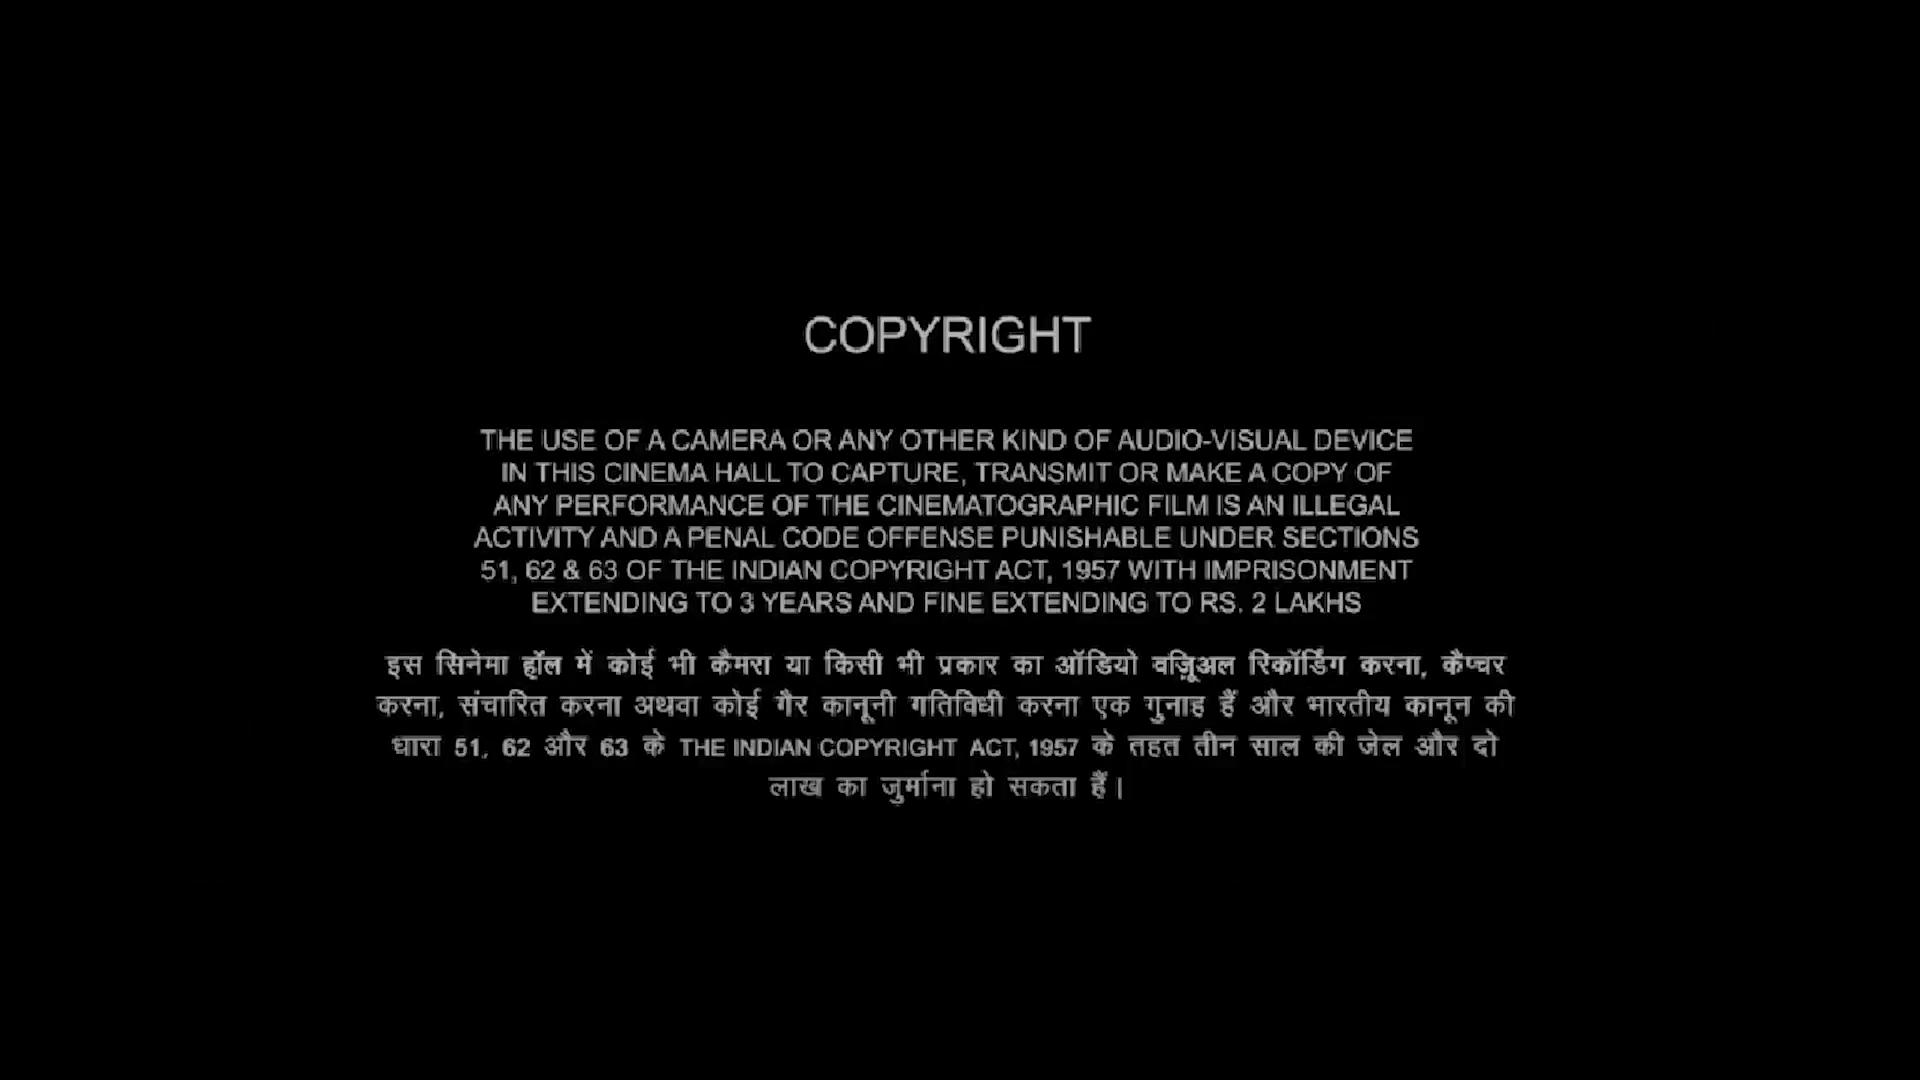 COPYRIGHT
THE USE OF A CAMERA OR ANY OTHER KIND OF AUDIO-VISUAL DEVICE
IN THIS CINEMA HALL TO CAPTURE, TRANSMIT OR MAKE A COPY OF
ANY PERFORMANCE OF THE CINEMATOGRAPHIC FILM IS AN ILLEGAL
ACTIVITY AND A PENAL CODE OFFENSE PUNISHABLE UNDER SECTIONS
51, 62 & 63 OF THE INDIAN COPYRIGHT ACT, 1957 WITH IMPRISONMENT
EXTENDING TO 3 YEARS AND FINE EXTENDING TO RS. 2 LAKHS
इस सिनेमा हॉल में कोई भी कैमरा या किसी भी प्रकार का ऑडियो वज़िूअल रिकॉर्डिंग करना, कैप्चर
करना, संचारित करना अथवा कोई गैर कानूनी गतिविधी करना एक गुनाह हैं और भारतीय कानून की
धारा 51, 62 और 63 के THE INDIAN COPYRIGHT ACT, 1957 के तहत तीन साल की जेल और दो
लाख का जुर्माना हो सकता हैं।